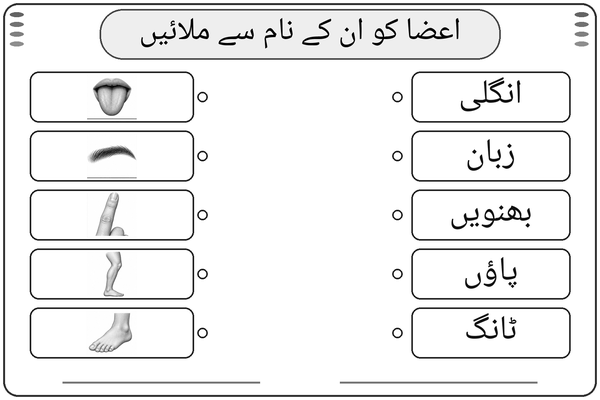 اعضا کو ان کے نام سے ملائیں
انگلی
زبان
بھنویں
پاؤں
ٹانگ